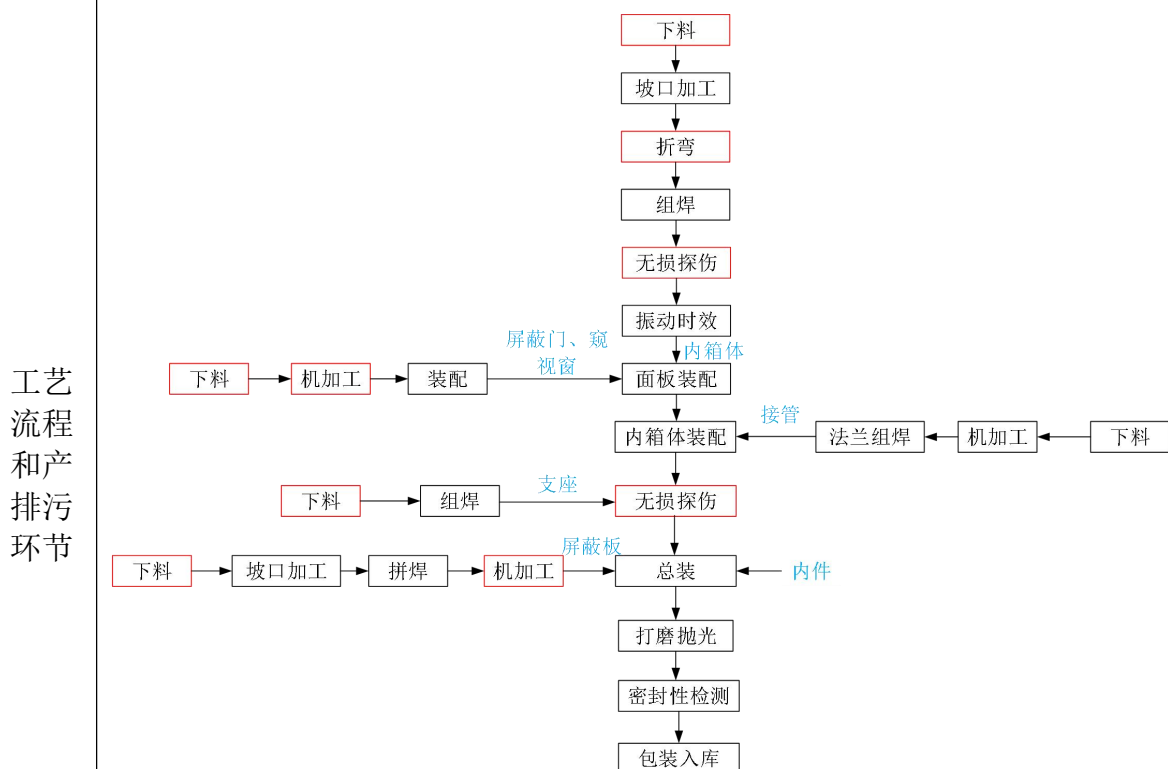 工艺
流程
和产
排污
环节
下料
坡口加工
折弯
组焊
无损探伤
振动时效
屏蔽门、窥
视窗
内箱体
下料
机加工
装配
面板装配
接管
内箱体装配
法兰组焊
机加工
下料
下料
组焊
支座
无损探伤
屏蔽板
下料
坡口加工
拼焊
机加工
总装
内件
打磨抛光
密封性检测
包装入库